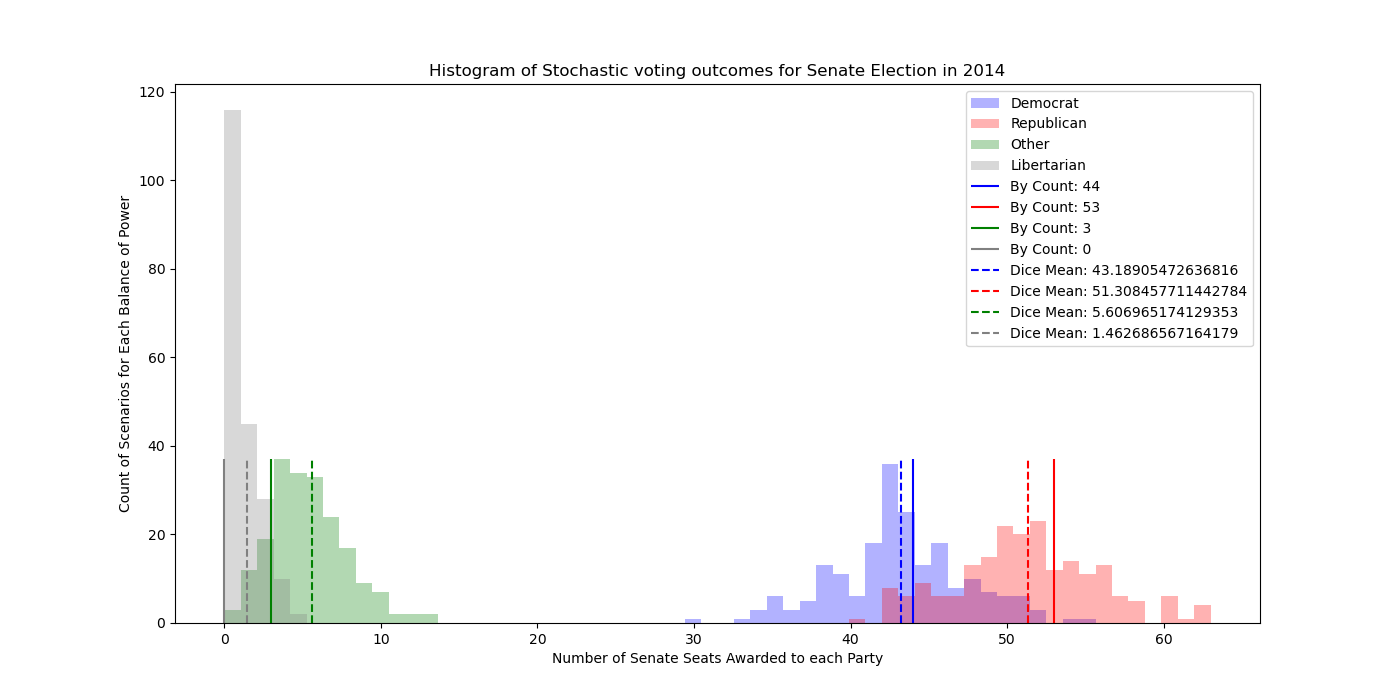 Histogram of Stochastic voting outcomes for Senate Election in 2014
Count of Scenarios for Each Balance of Power
120
100
80
60
40
20
0
Democrat
Republican
Other
Libertarian
By Count: 44
By Count: 53
By Count: 3
By Count: 0
Dice Mean: 43.18905472636816
Dice Mean: 51.308457711442784
Dice Mean: 5.606965174129353
Dice Mean: 1.462686567164179
0 10 20 30 40 50 60
Number of Senate Seats Awarded to each Party